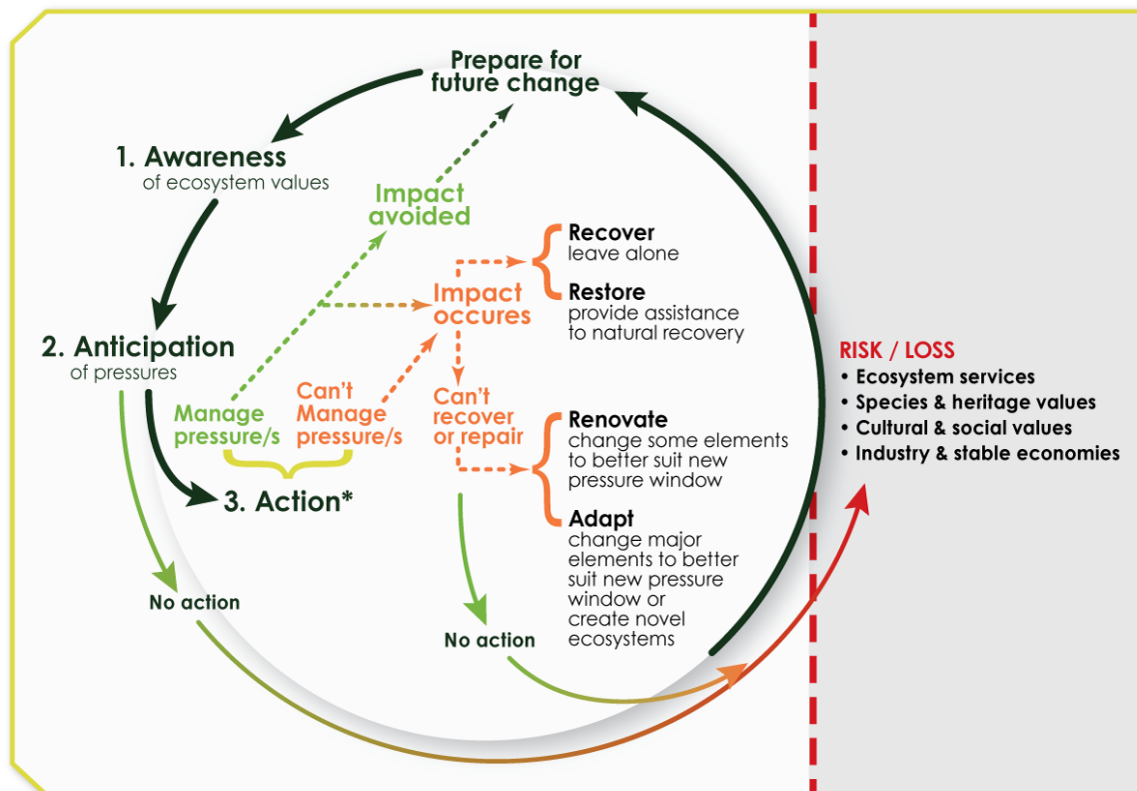 Prepare for
future change
1. Awareness
of ecosystem values
Impact
avoided
2. Anticipation
of pressures
Manage
pressure/s
Can't
Manage
pressure/s
3. Action*
Impact
occures
Recover
leave alone
Restore
provide assistance
to natural recovery
Can't
recover
or repair
Renovate
change some elements
to better suit new
pressure window
Adapt
change major
elements to better
suit new pressure
window or
create novel
ecosystems
No action
No action
RISK / LOSS
• Ecosystem services
• Species & heritage values
• Cultural & social values
• Industry & stable economies